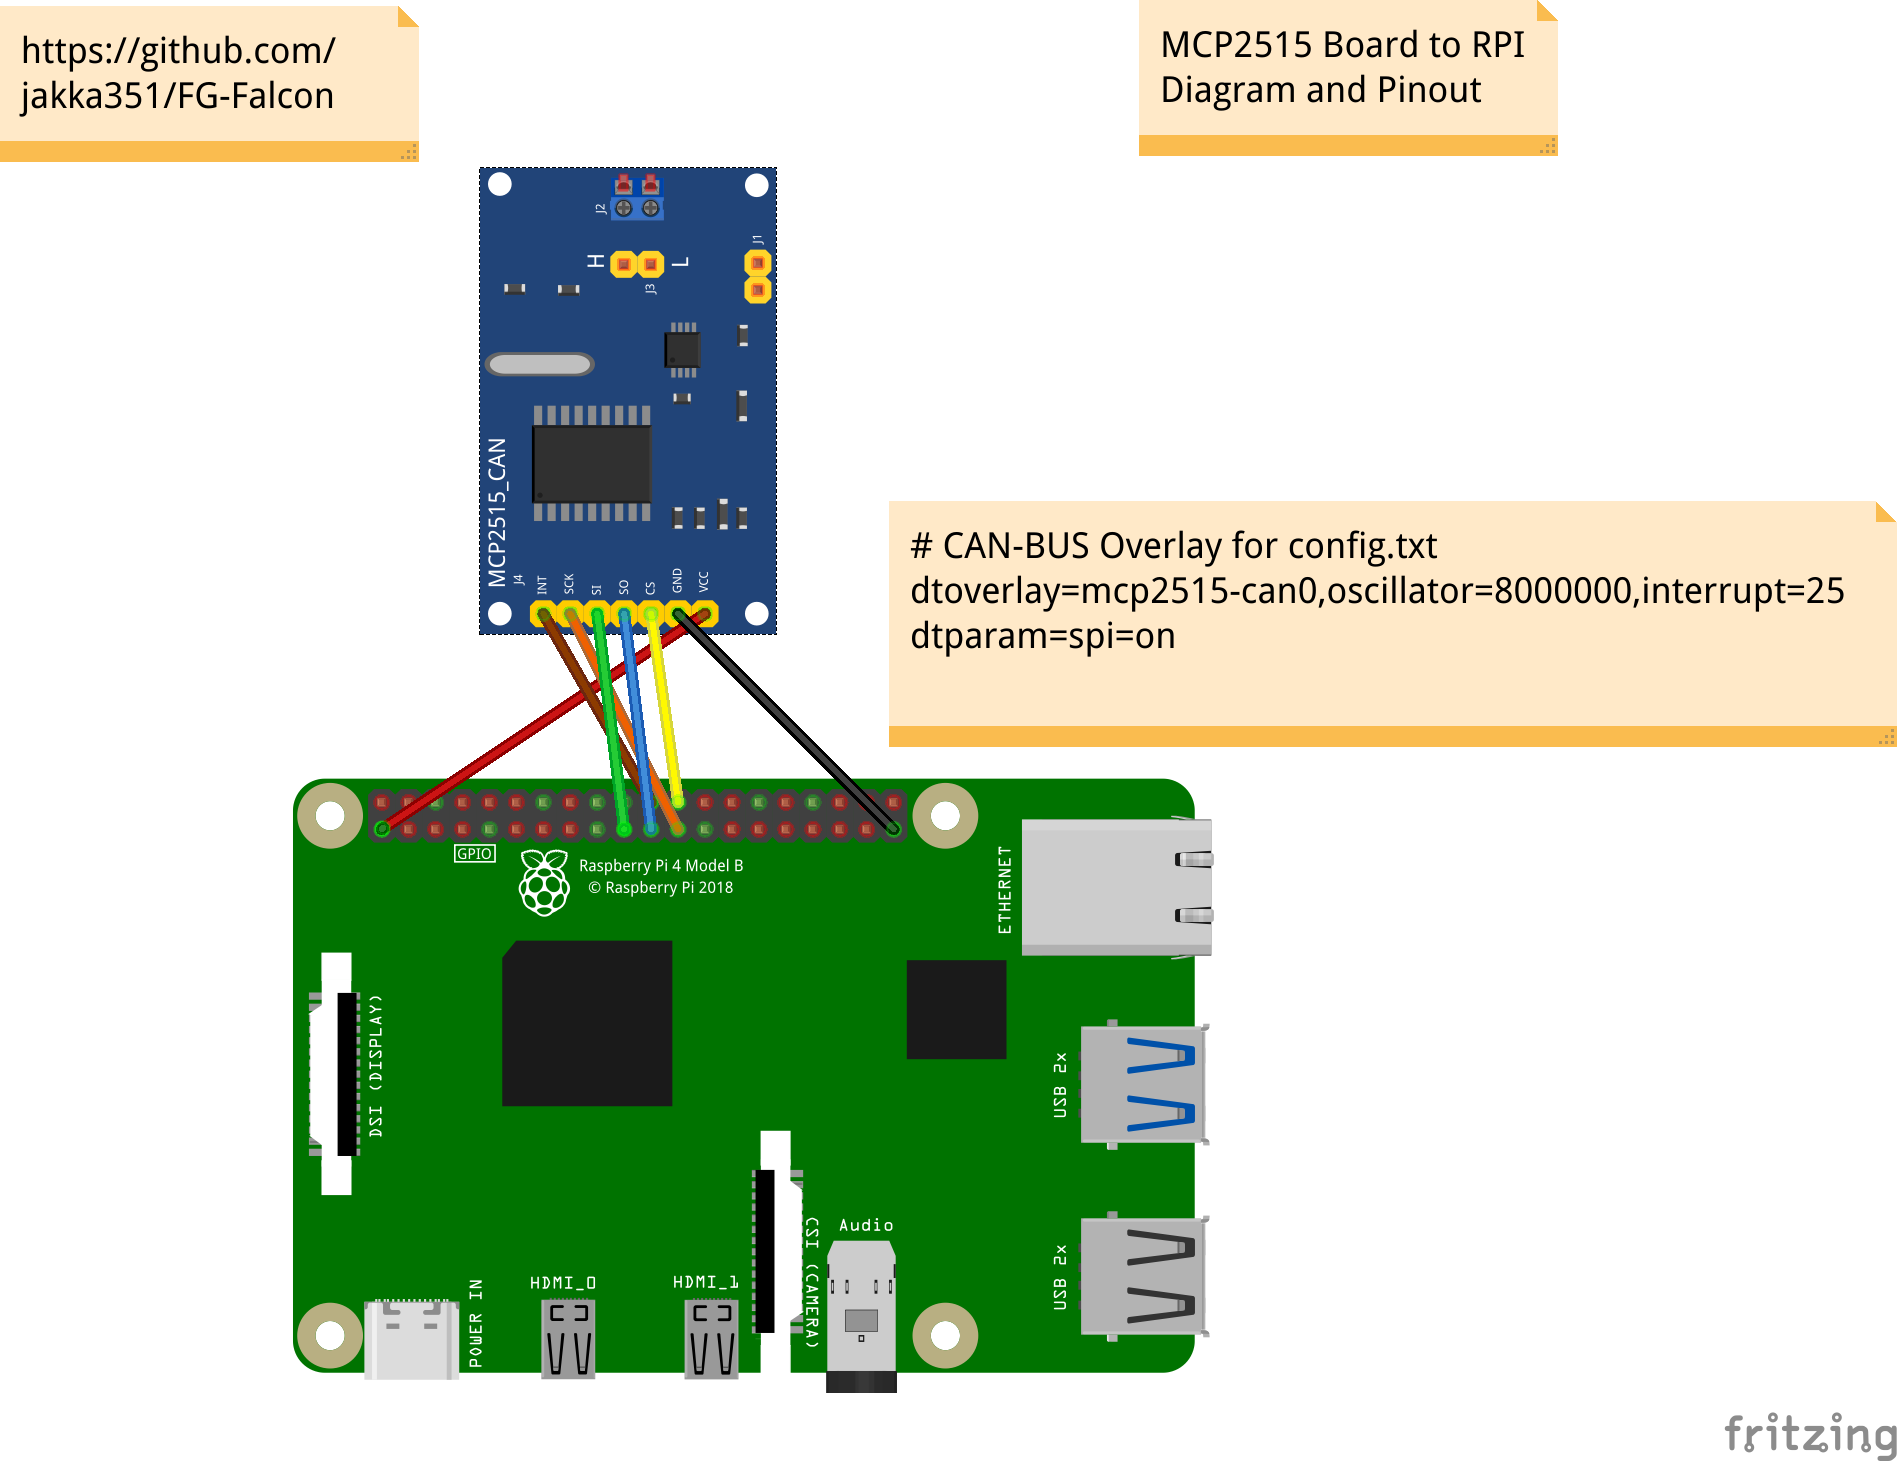 https://github.com/
jakka351/FG-Falcon
MCP2515 Board to RPI
Diagram and Pinout
J2
H
L
J1
J3
MCP2515_CAN
J4
INT
SCK
SI
SO
CS
GND
VCC
# CAN-BUS Overlay for config.txt
dtoverlay=mcp2515-can0,oscillator=8000000,interrupt=25
dtparam=spi=on
GPIO
Raspberry Pi 4 Model B
© Raspberry Pi 2018
ETHERNET
DSI (DISPLAY)
USB 2x
USB 2x
CSI (CAMERA)
Audio
POWER IN
HDMI_0
HDMI_1
fritzing